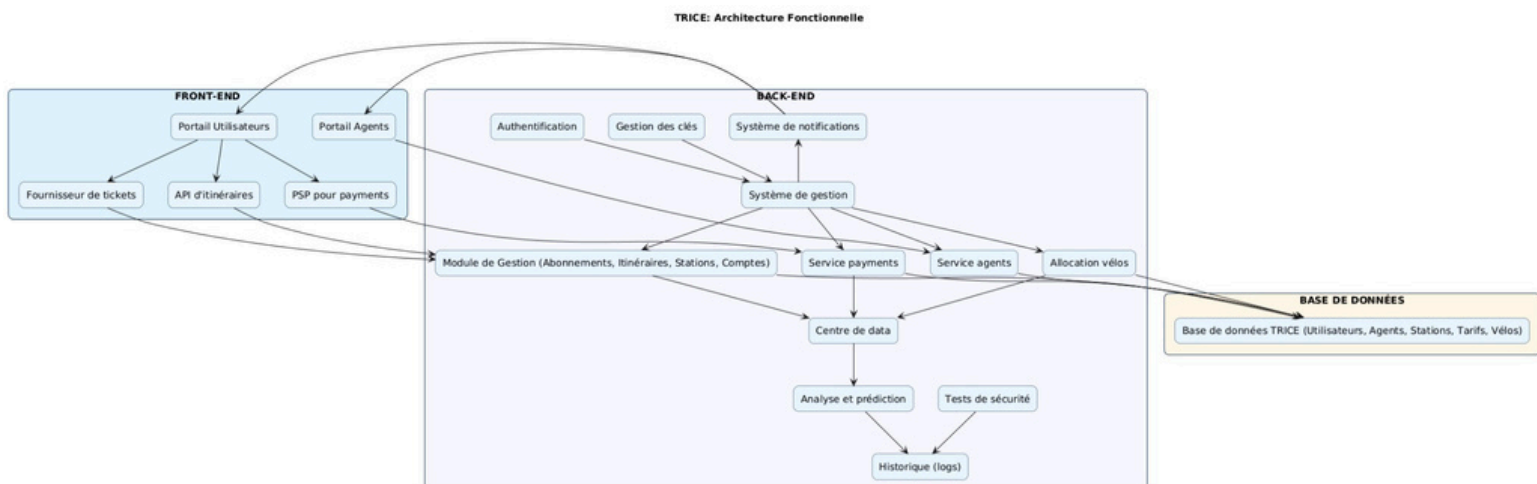 TRICE: Architecture Fonctionnelle
FRONT-END
Portail Utilisateurs
Portail Agents
Fournisseur de tickets
API d'itinéraires
PSP pour payments
BACK-END
Authentification
Gestion des clés
Système de notifications
Système de gestion
Module de Gestion (Abonnements, Itinéraires, Stations, Comptes)
Service payments
Service agents
Allocation vélos
Centre de data
Analyse et prédiction
Tests de sécurité
Historique (logs)
BASE DE DONNÉES
Base de données TRICE (Utilisateurs, Agents, Stations, Tarifs, Vélos)